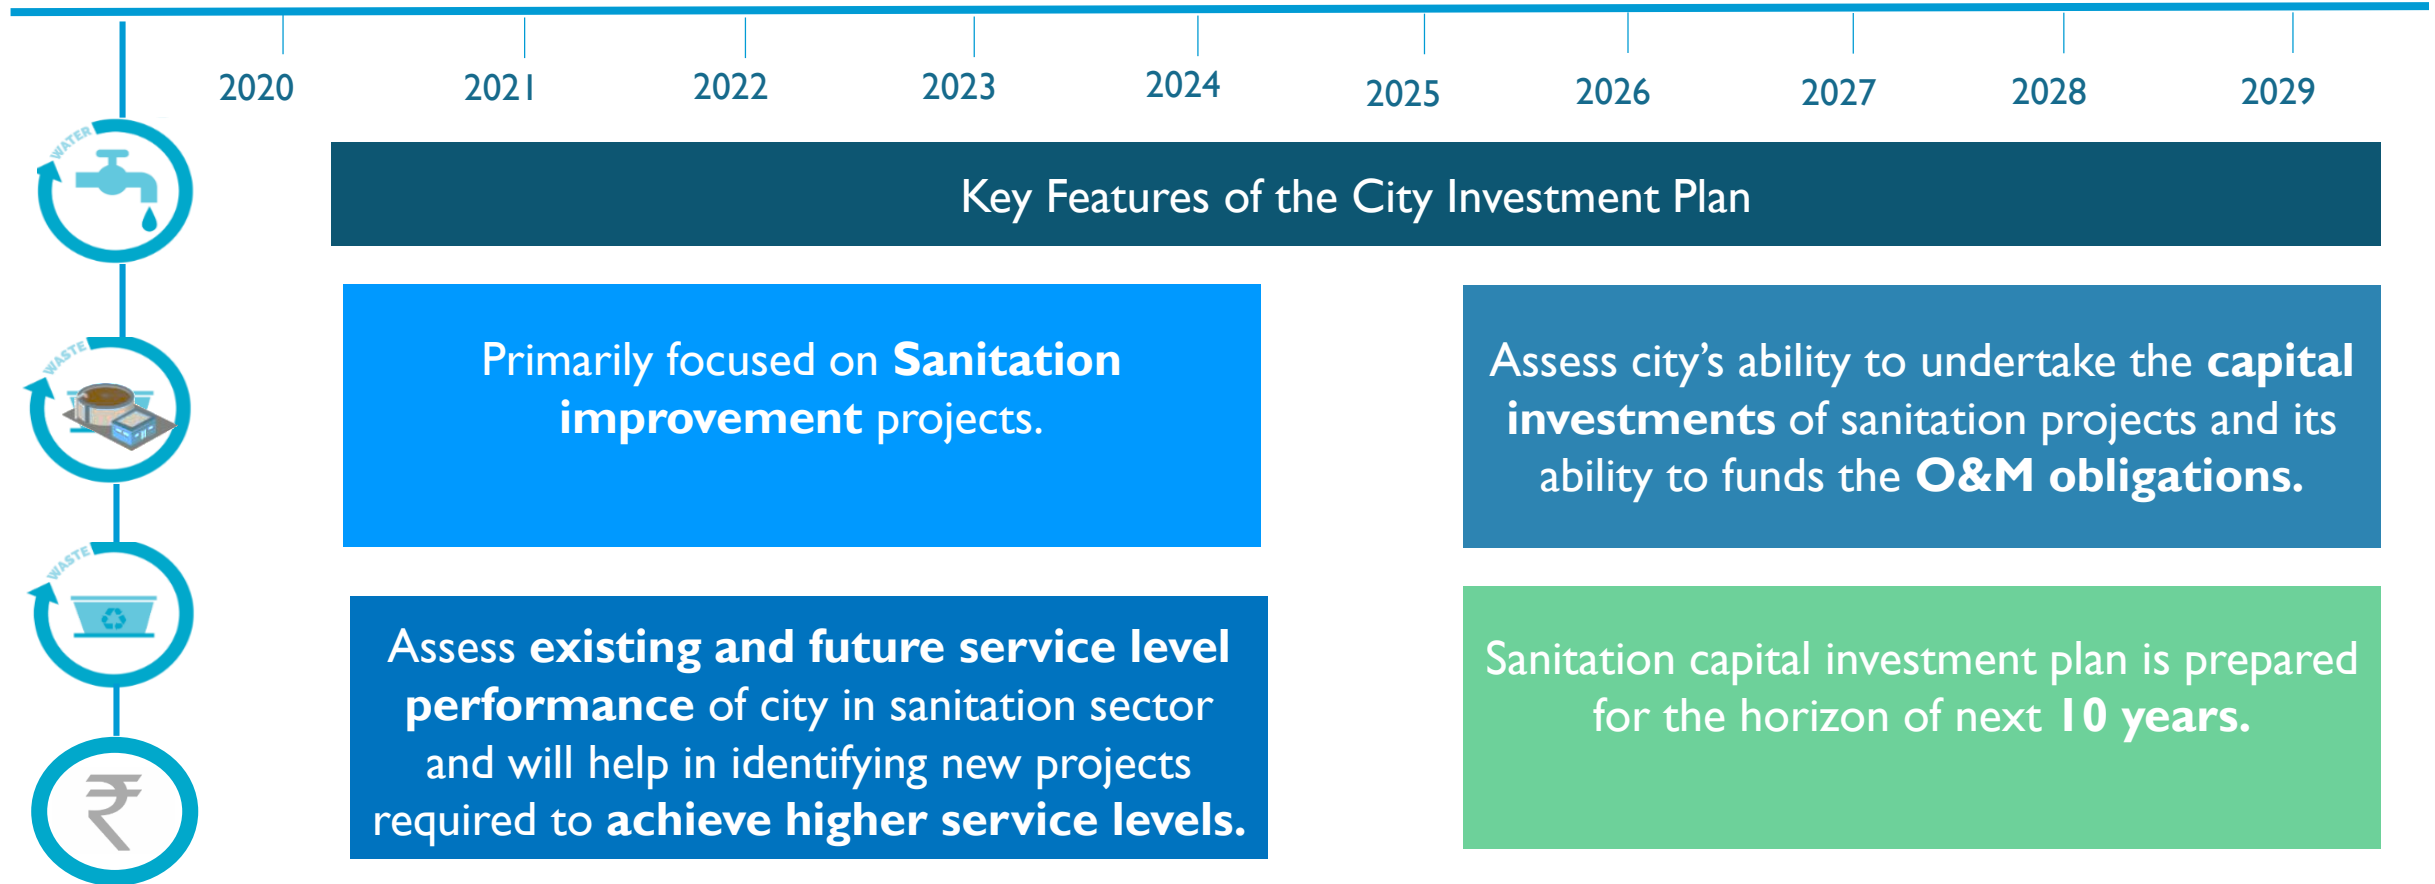 2020 2021 2022 2023 2024 2025 2026 2027 2028 2029
WATER
Key Features of the City Investment Plan
Primarily focused on Sanitation
improvement projects.
Assess city’s ability to undertake the capital
investments of sanitation projects and its
ability to funds the O&M obligations.
WASTE
WASTE
Assess existing and future service level
performance of city in sanitation sector
and will help in identifying new projects
required to achieve higher service levels.
Sanitation capital investment plan is prepared
for the horizon of next 10 years.
₹